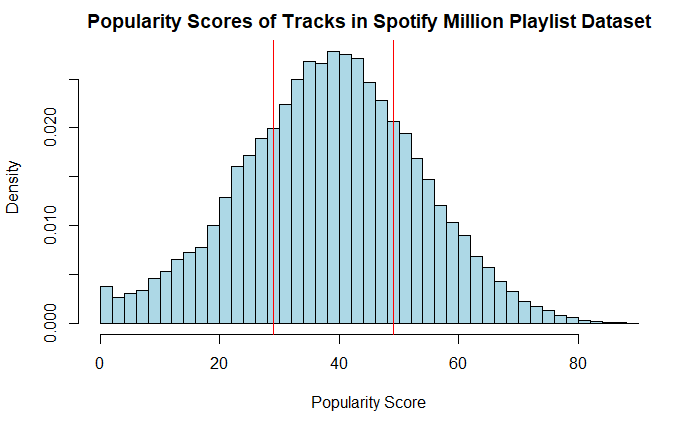 Popularity Scores of Tracks in Spotify Million Playlist Dataset
Density
0.020
0.010
0.000
0 20 40 60 80
Popularity Score